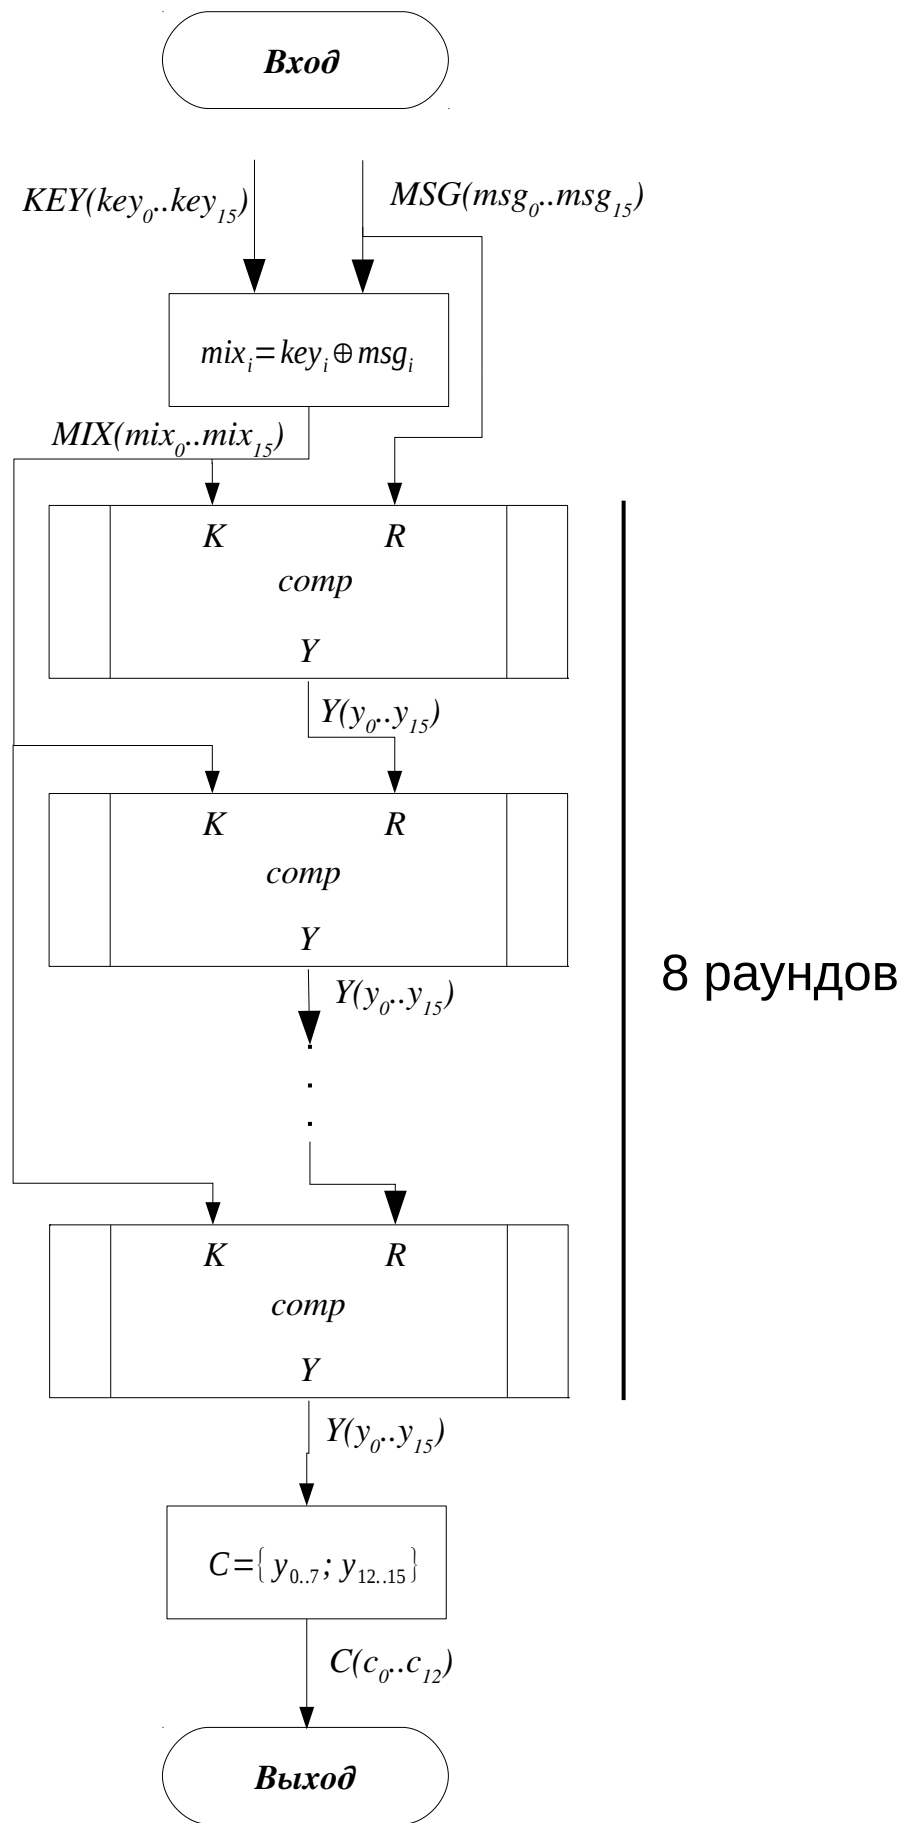 Вход
KEY(key₀..key₁₅)
MSG(msg₀..msg₁₅)
mixᵢ=keyᵢ⊕msgᵢ
MIX(mix₀..mix₁₅)
K R
comp
Y
Y(y₀..y₁₅)
K R
comp
Y
8 раундов
Y(y₀..y₁₅)
K R
comp
Y
Y(y₀..y₁₅)
C={y₀..₇; y₁₂..₁₅}
C(c₀..c₁₂)
Выход